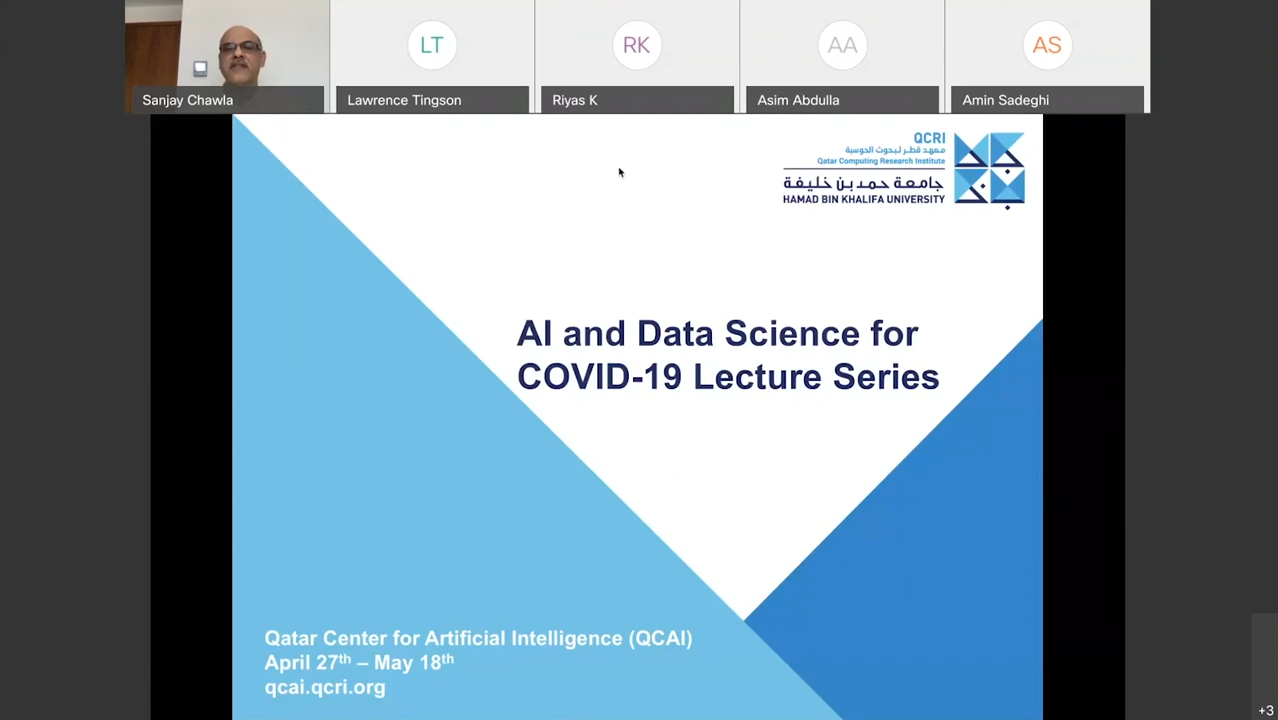 LT
RK
AA
AS
Sanjay Chawla
Lawrence Tingson
Riyas K
Asim Abdulla
Amin Sadeghi
QCRI
معهد قطر لبحوث الحوسبة
Qatar Computing Research Institute
جامعة حمد بن خليفة
HAMAD BIN KHALIFA UNIVERSITY
AI and Data Science for
COVID-19 Lecture Series
Qatar Center for Artificial Intelligence (QCAI)
April 27th – May 18th
qcai.qcri.org
+3